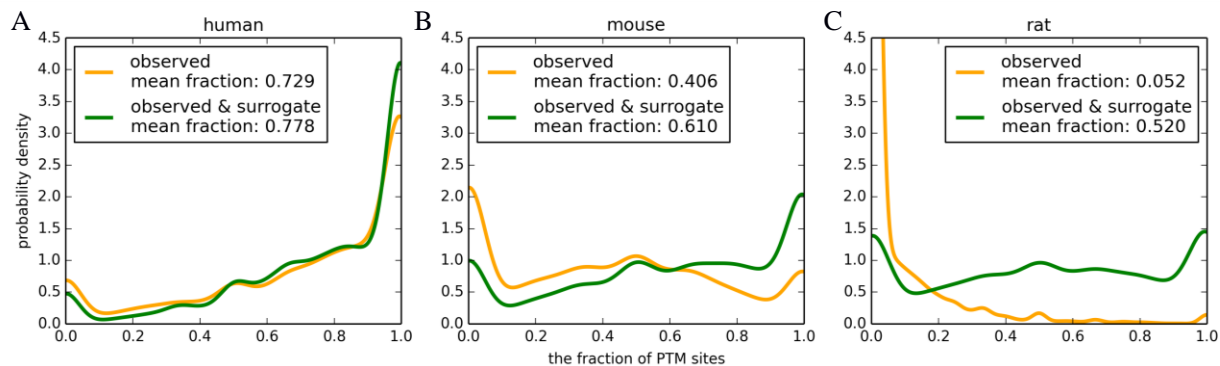 A
human
4.5
4.0
3.5
3.0
2.5
2.0
1.5
1.0
0.5
0.0
probability density
observed
mean fraction: 0.729
observed & surrogate
mean fraction: 0.778
0.0 0.2 0.4 0.6 0.8 1.0
B
mouse
4.5
4.0
3.5
3.0
2.5
2.0
1.5
1.0
0.5
0.0
observed
mean fraction: 0.406
observed & surrogate
mean fraction: 0.610
0.0 0.2 0.4 0.6 0.8 1.0
the fraction of PTM sites
C
rat
4.5
4.0
3.5
3.0
2.5
2.0
1.5
1.0
0.5
0.0
observed
mean fraction: 0.052
observed & surrogate
mean fraction: 0.520
0.0 0.2 0.4 0.6 0.8 1.0